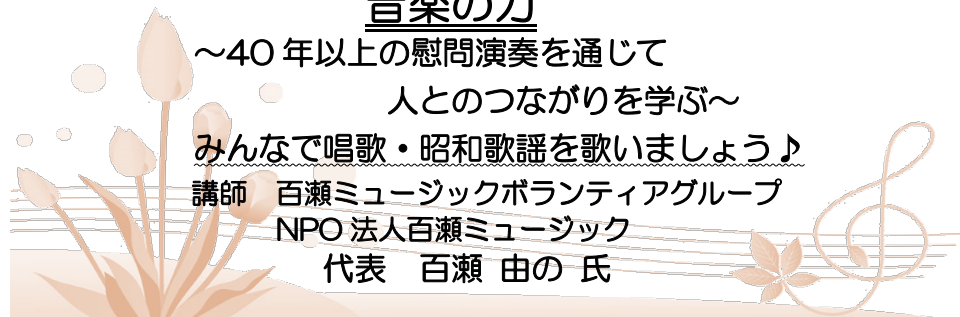 音楽の力
～40年以上の慰問演奏を通じて
人とのつながりを学ぶ～
みんなで唱歌・昭和歌謡を歌いましょう♪
講師　百瀬ミュージックボランティアグループ
NPO法人百瀬ミュージック
代表　百瀬 由の 氏